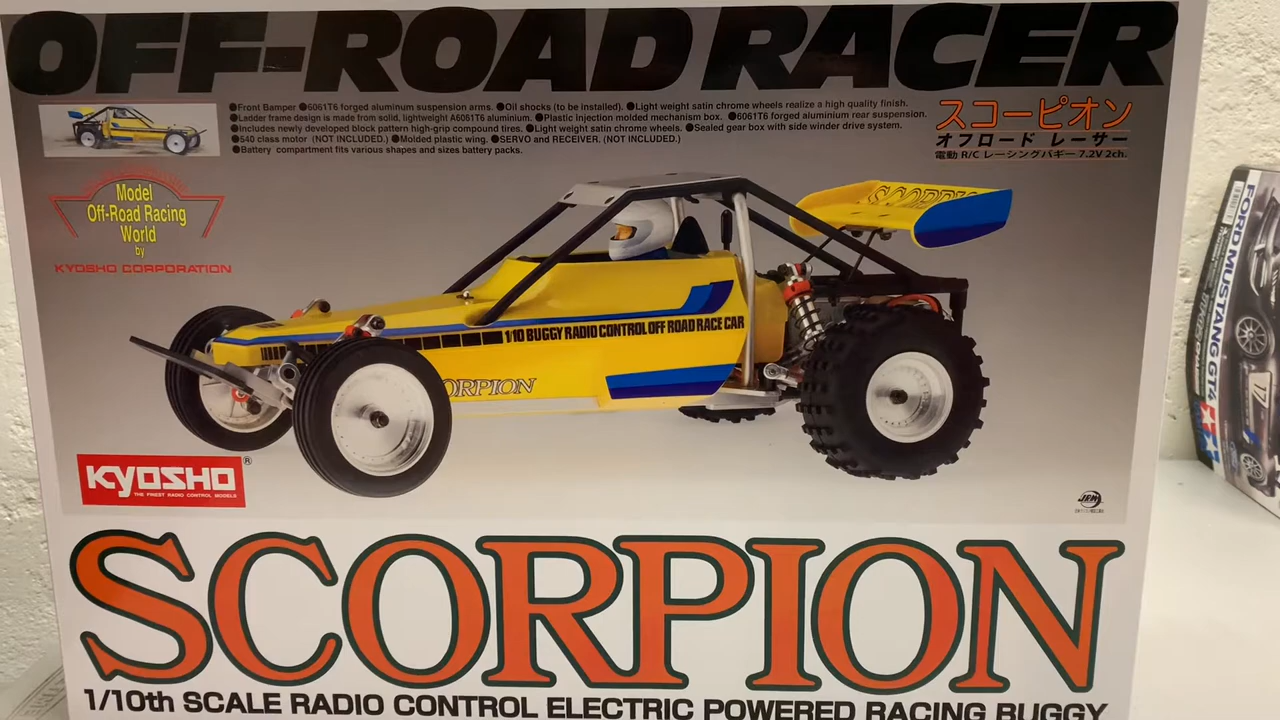 OFF-ROAD RACER
●Front Bamper ●6061T6 forged aluminum suspension arms. ●Oil shocks (to be installed). ●Light weight satin chrome wheels realize a high quality finish.
●Ladder frame design is made from solid, lightweight A6061T6 aluminium. ●Plastic injection molded mechanism box. ●6061T6 forged aluminium rear suspension.
●Includes newly developed block pattern high-grip compound tires. ●Light weight satin chrome wheels. ●Sealed gear box with side winder drive system.
●540 class motor (NOT INCLUDED.) ●Molded plastic wing. ●SERVO and RECEIVER. (NOT INCLUDED.)
●Battery compartment fits various shapes and sizes battery packs.
スコーピオン
オフロード レーサー
電動 R/C レーシングバギー 7.2V 2ch.
Model
Off-Road Racing
World
by
KYOSHO CORPORATION
SCORPIO
1/10 BUGGY RADIO CONTROL OFF ROAD RACE CAR
ORPION
KYOSHO®
THE FINEST RADIO CONTROL MODELS
SCORPION
1/10th SCALE RADIO CONTROL ELECTRIC POWERED RACING BUGGY
FORD MUSTANG GT4
TAMIYA
17